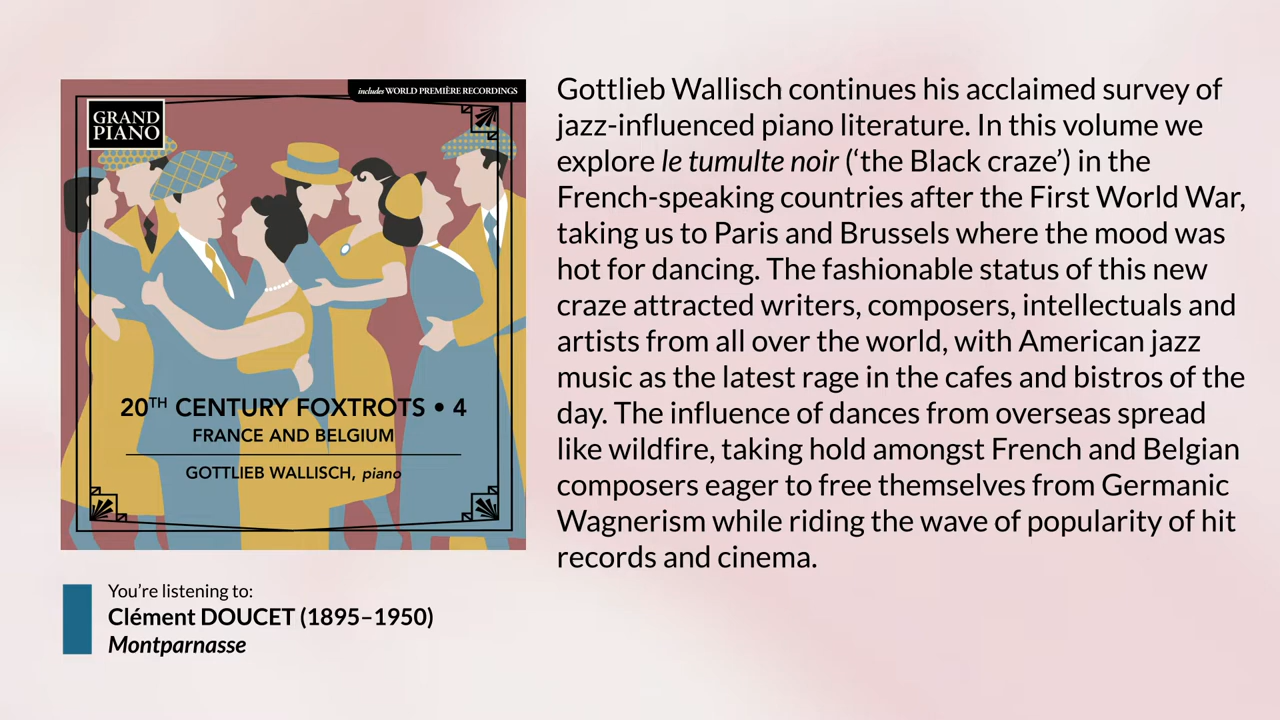 includes WORLD PREMIÈRE RECORDINGS
GRAND
PIANO
20TH CENTURY FOXTROTS • 4
FRANCE AND BELGIUM
GOTTLIEB WALLISCH, piano
You’re listening to:
Clément DOUCET (1895–1950)
Montparnasse
Gottlieb Wallisch continues his acclaimed survey of
jazz-influenced piano literature. In this volume we
explore le tumulte noir (‘the Black craze’) in the
French-speaking countries after the First World War,
taking us to Paris and Brussels where the mood was
hot for dancing. The fashionable status of this new
craze attracted writers, composers, intellectuals and
artists from all over the world, with American jazz
music as the latest rage in the cafes and bistros of the
day. The influence of dances from overseas spread
like wildfire, taking hold amongst French and Belgian
composers eager to free themselves from Germanic
Wagnerism while riding the wave of popularity of hit
records and cinema.